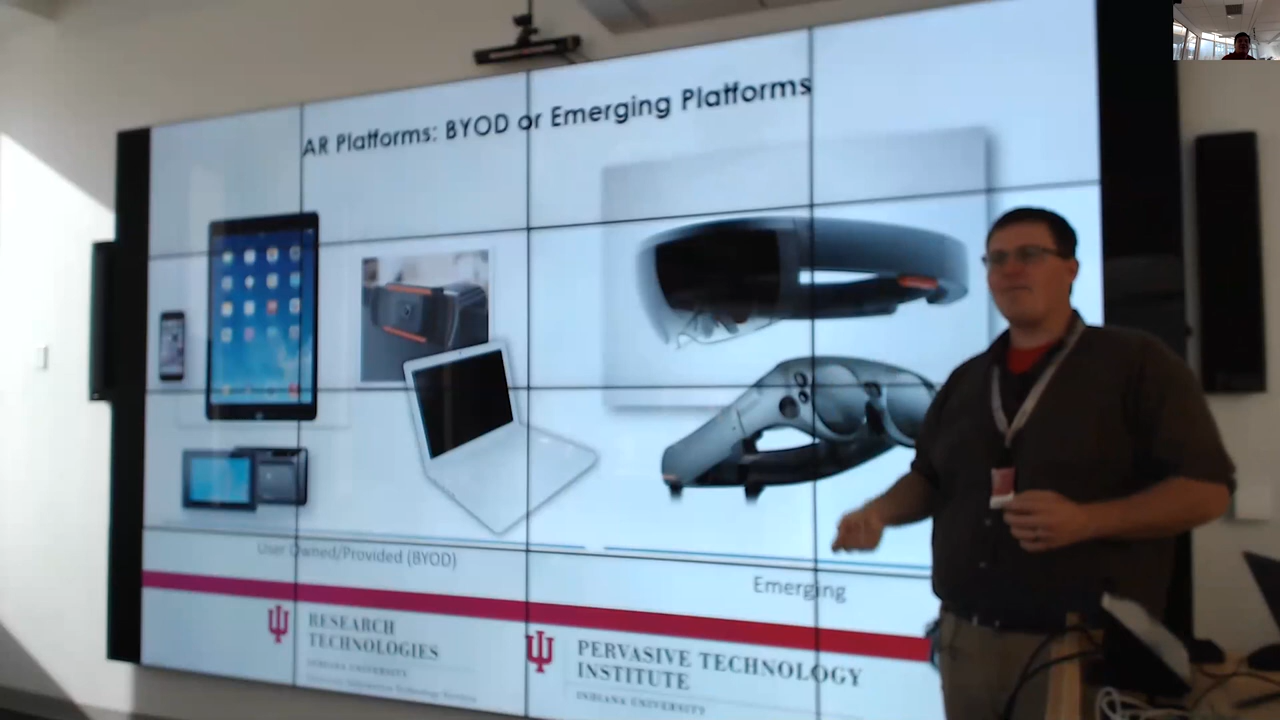 AR Platforms: BYOD or Emerging Platforms
User Owned/Provided (BYOD)
Emerging
RESEARCH
TECHNOLOGIES
INDIANA UNIVERSITY
PERVASIVE TECHNOLOGY
INSTITUTE
INDIANA UNIVERSITY